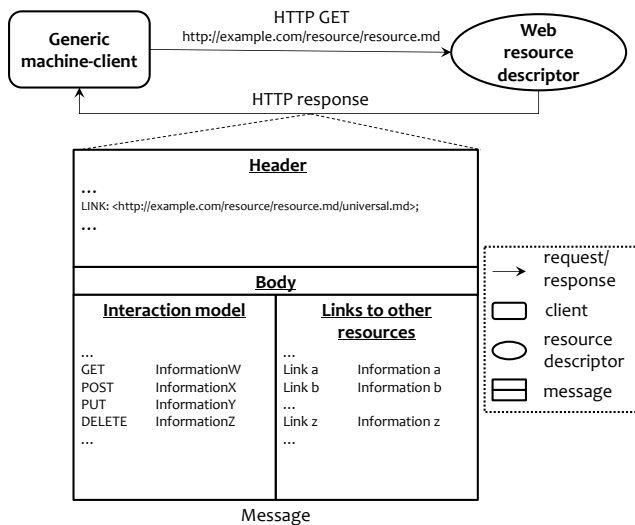 HTTP GET
http://example.com/resource/resource.md
Generic
machine-client
Web
resource
descriptor
HTTP response
Header
...
LINK: <http://example.com/resource/resource.md/universal.md>;
...
Body
Interaction model
...
GET InformationW
POST InformationX
PUT InformationY
DELETE InformationZ
...
Links to other
resources
...
Link a Information a
Link b Information b
...
Link z Information z
...
Message
request/
response
client
resource
descriptor
message